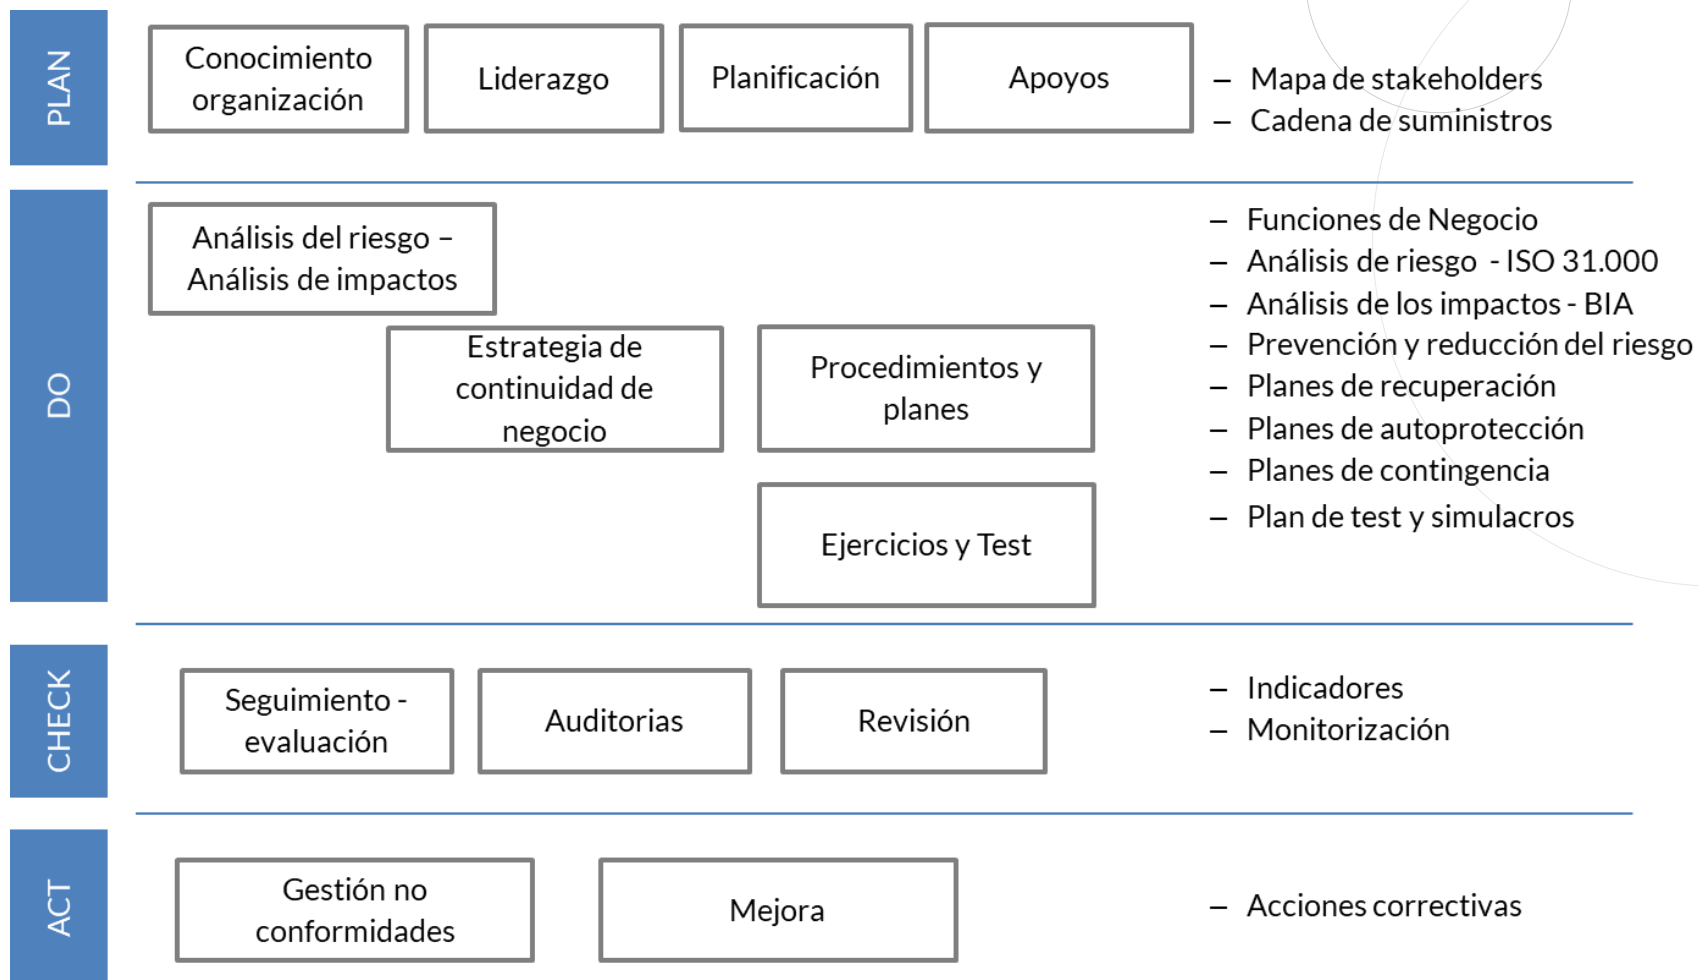 PLAN
Conocimiento
organización
Liderazgo
Planificación
Apoyos
– Mapa de stakeholders
– Cadena de suministros
DO
Análisis del riesgo –
Análisis de impactos
Estrategia de
continuidad de
negocio
Procedimientos y
planes
Ejercicios y Test
– Funciones de Negocio
– Análisis de riesgo - ISO 31.000
– Análisis de los impactos - BIA
– Prevención y reducción del riesgo
– Planes de recuperación
– Planes de autoprotección
– Planes de contingencia
– Plan de test y simulacros
CHECK
Seguimiento -
evaluación
Auditorias
Revisión
– Indicadores
– Monitorización
ACT
Gestión no
conformidades
Mejora
– Acciones correctivas